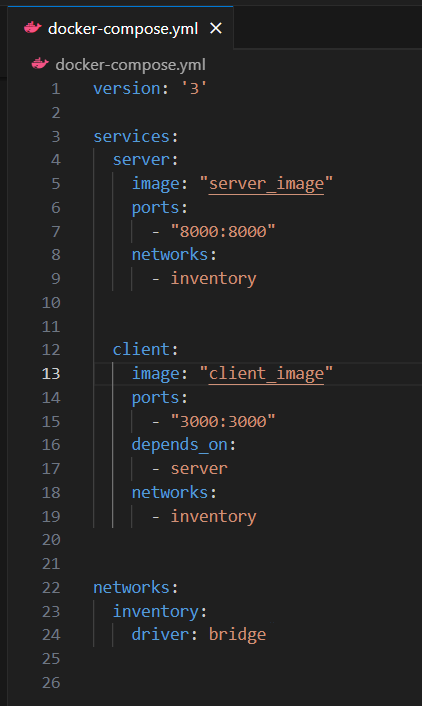 docker-compose.yml ×
docker-compose.yml
1 version: '3'
2
3 services:
4   server:
5     image: "server_image"
6     ports:
7       - "8000:8000"
8     networks:
9       - inventory
10
11
12   client:
13     image: "client_image"
14     ports:
15       - "3000:3000"
16     depends_on:
17       - server
18     networks:
19       - inventory
20
21
22 networks:
23   inventory:
24     driver: bridge
25
26